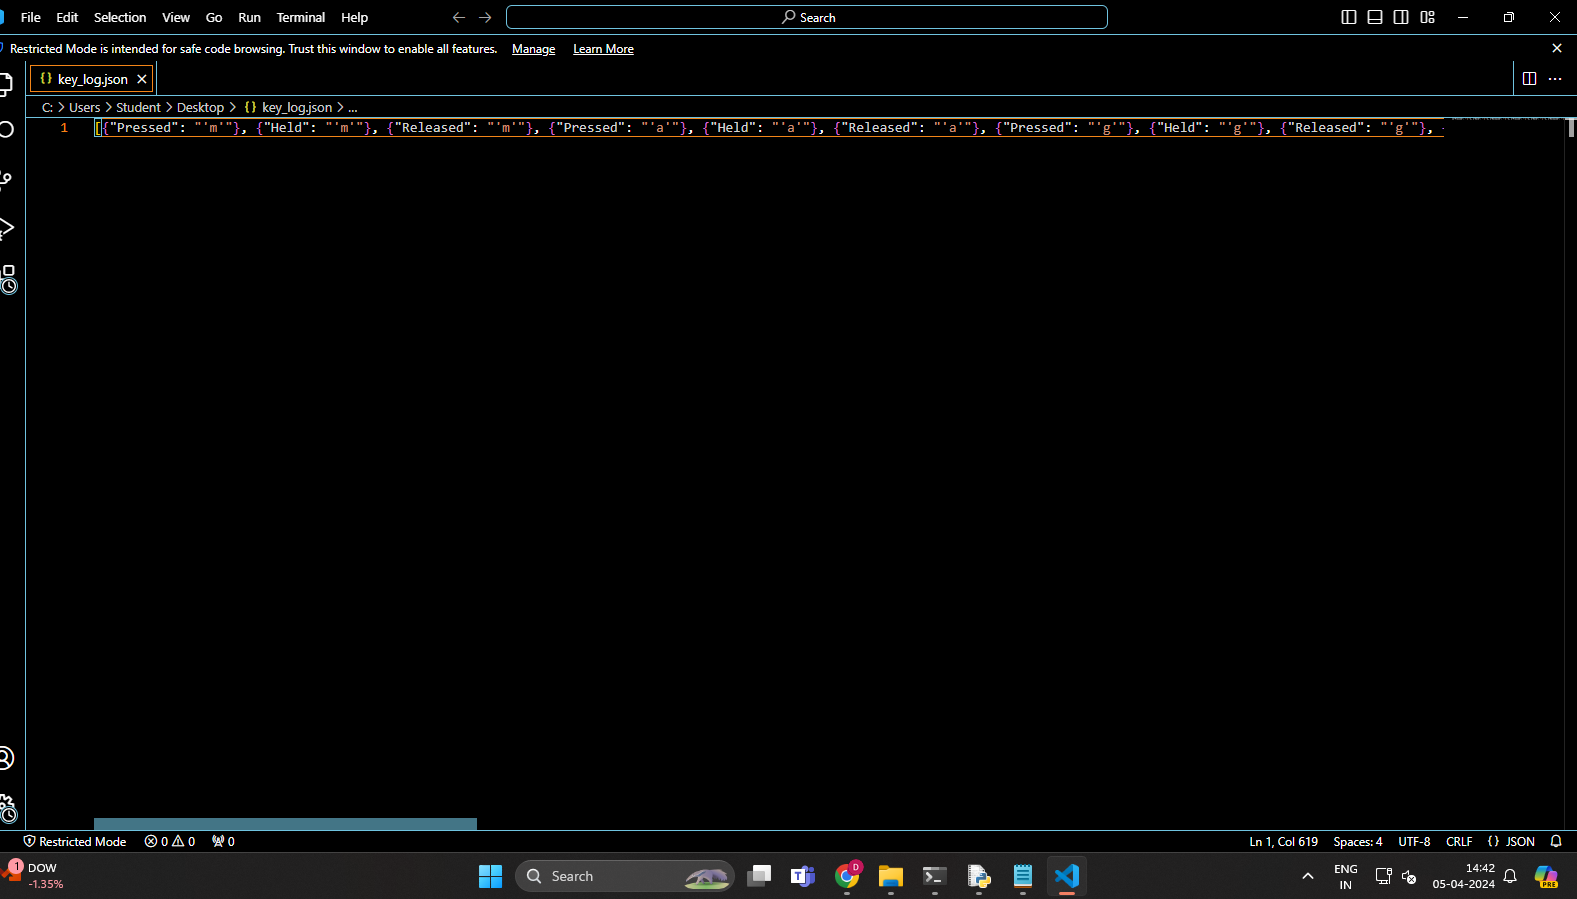 File Edit Selection View Go Run Terminal Help Search
Restricted Mode is intended for safe code browsing. Trust this window to enable all features. Manage Learn More
{} key_log.json
C: > Users > Student > Desktop > {} key_log.json > ...
1 [{"Pressed": "'m'"}, {"Held": "'m'"}, {"Released": "'m'"}, {"Pressed": "'a'"}, {"Held": "'a'"}, {"Released": "'a'"}, {"Pressed": "'g'"}, {"Held": "'g'"}, {"Released": "'g'"},
Restricted Mode 0 0 0 Ln 1, Col 619 Spaces: 4 UTF-8 CRLF {} JSON
1 DOW
-1.35%
Search
T
D
ENG
IN
14:42
05-04-2024
PRE